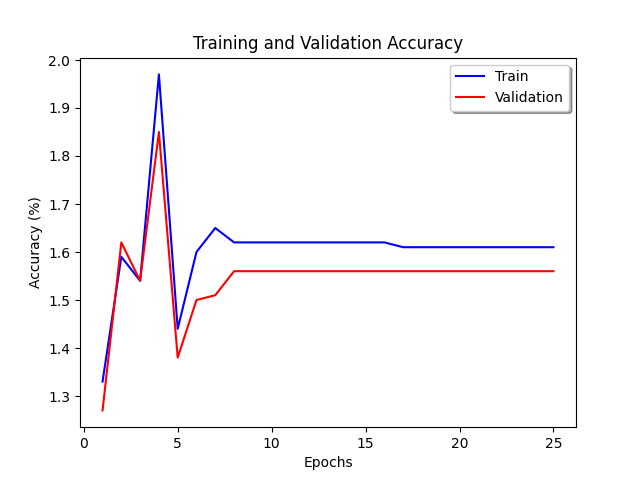 Training and Validation Accuracy
Train
Validation
Accuracy (%)
2.0
1.9
1.8
1.7
1.6
1.5
1.4
1.3
0
5
10
15
20
25
Epochs